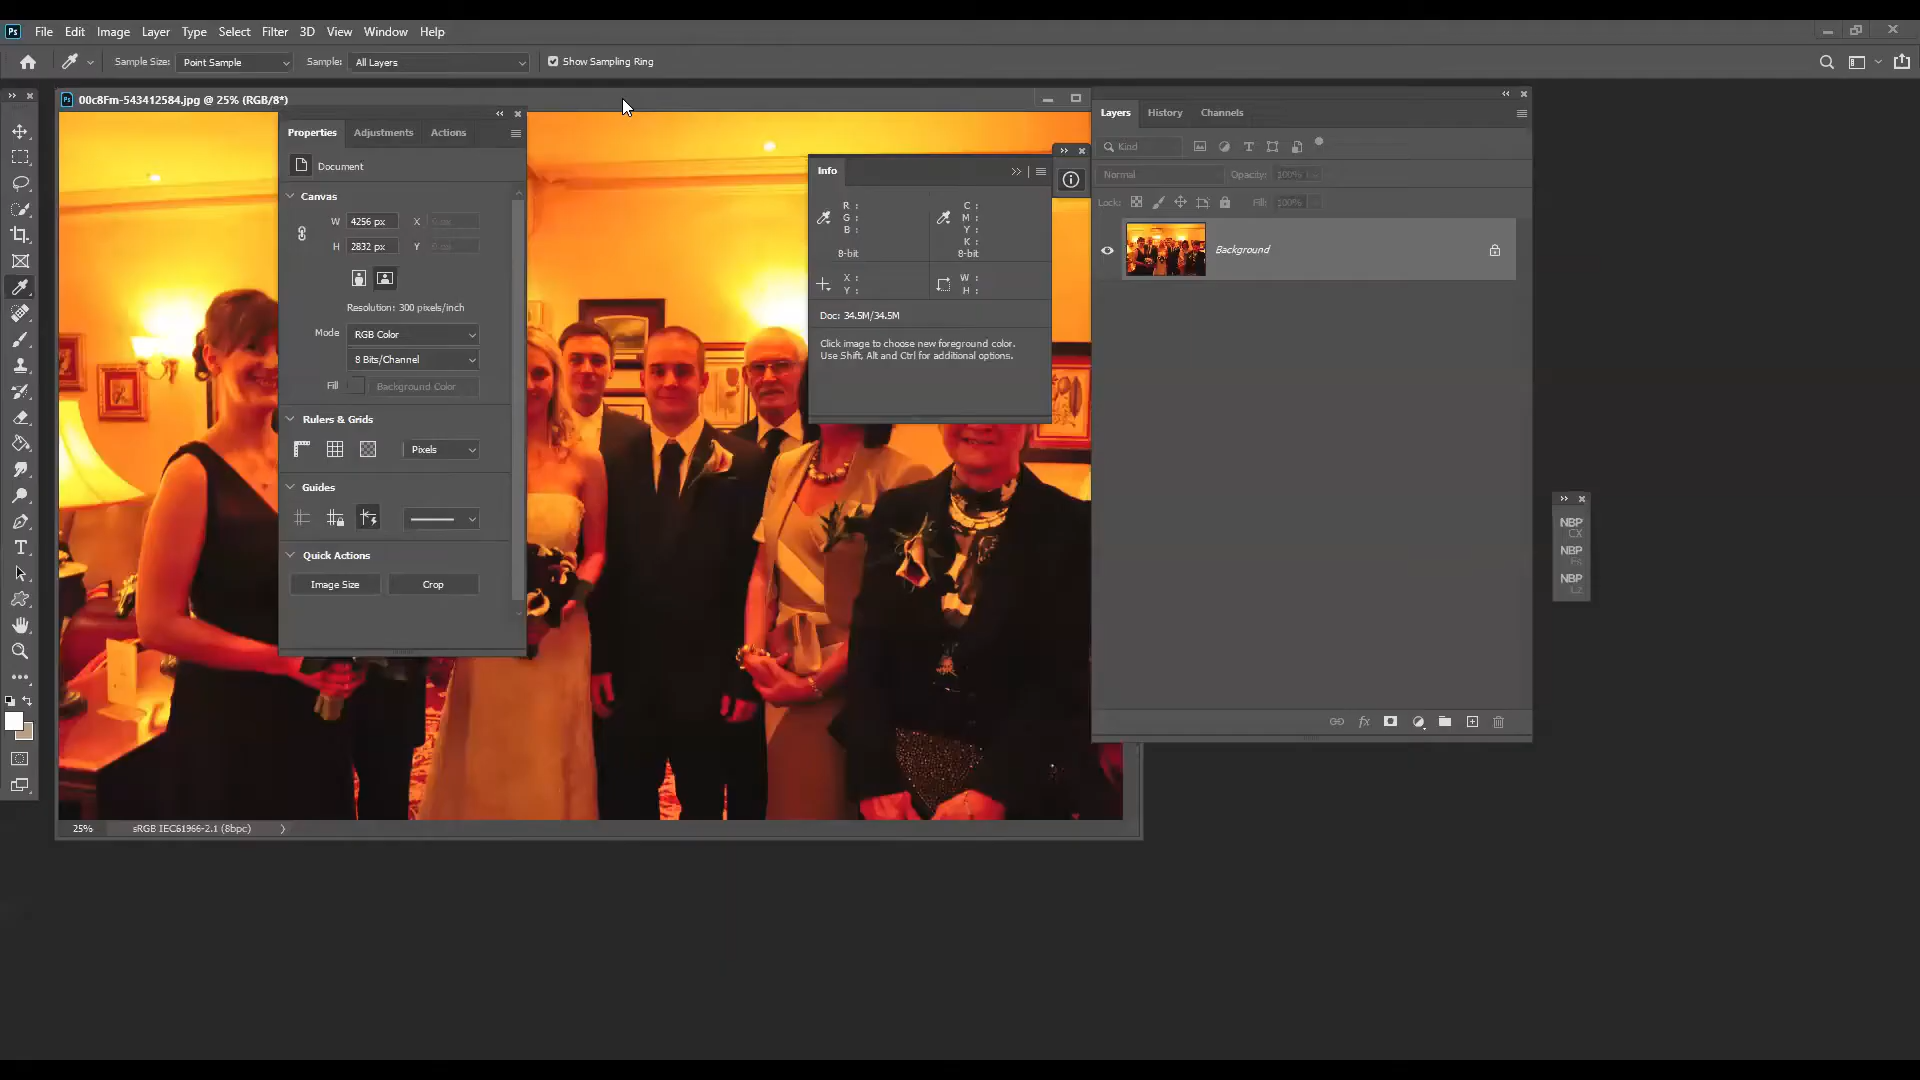 Ps File Edit Image Layer Type Select Filter 3D View Window Help
Sample Size: Point Sample Sample: All Layers Show Sampling Ring
Ps 00c8Fm-543412584.jpg @ 25% (RGB/8*)
Properties Adjustments Actions
Document
Canvas
W 4256 px X
H 2832 px Y
Resolution: 300 pixels/inch
Mode RGB Color
8 Bits/Channel
Fill Background Color
Rulers & Grids
Pixels
Guides
Quick Actions
Image Size Crop
Info
R : C :
G : M :
B : Y :
K :
8-bit 8-bit
X : W :
Y : H :
Doc: 34.5M/34.5M
Click image to choose new foreground color.
Use Shift, Alt and Ctrl for additional options.
Layers History Channels
Kind
Normal Opacity: 100%
Lock: Fill: 100%
Background
fx
NBP
CX
NBP
NBP
LZ
25% sRGB IEC61966-2.1 (8bpc)